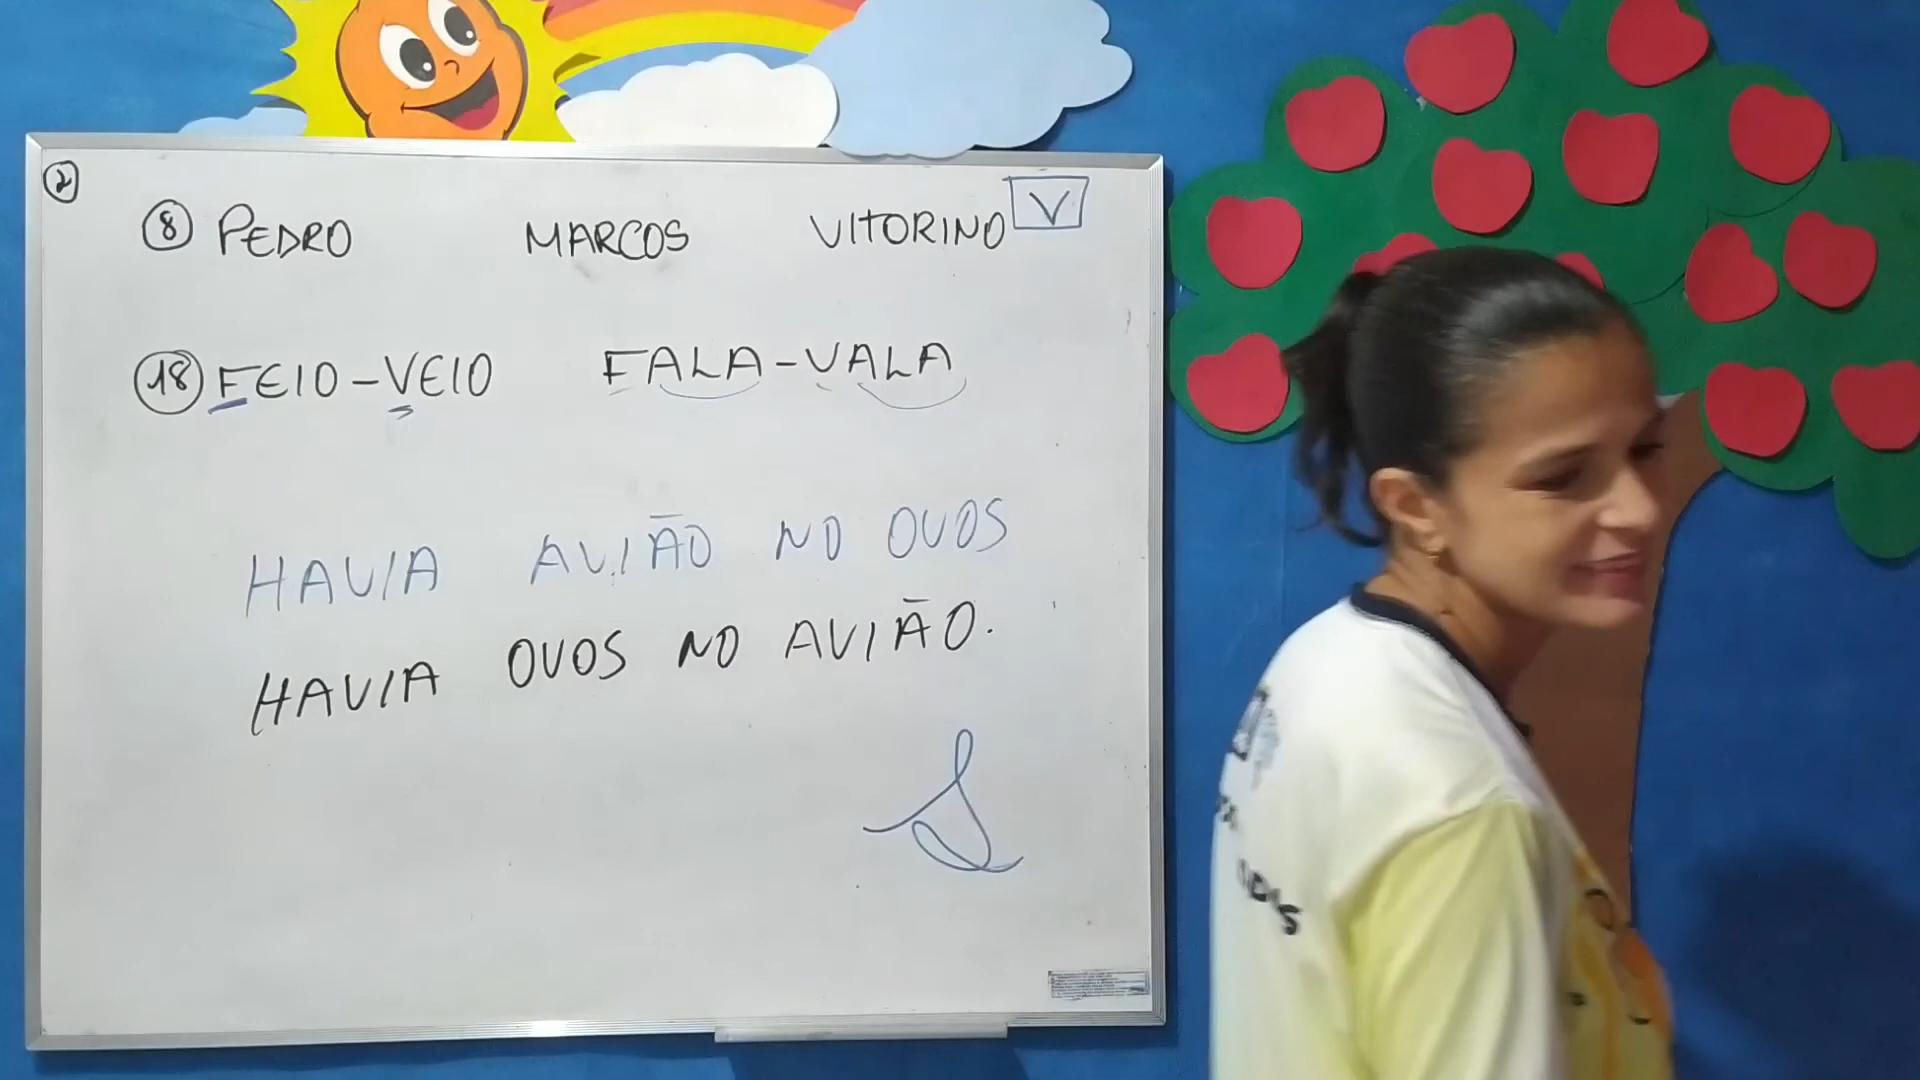 2
8 PEDRO MARCOS VITORINO V
18 FEIO-VEIO FALA-VALA
HAVIA AVIÃO NO OVOS
HAVIA OVOS NO AVIÃO.
S